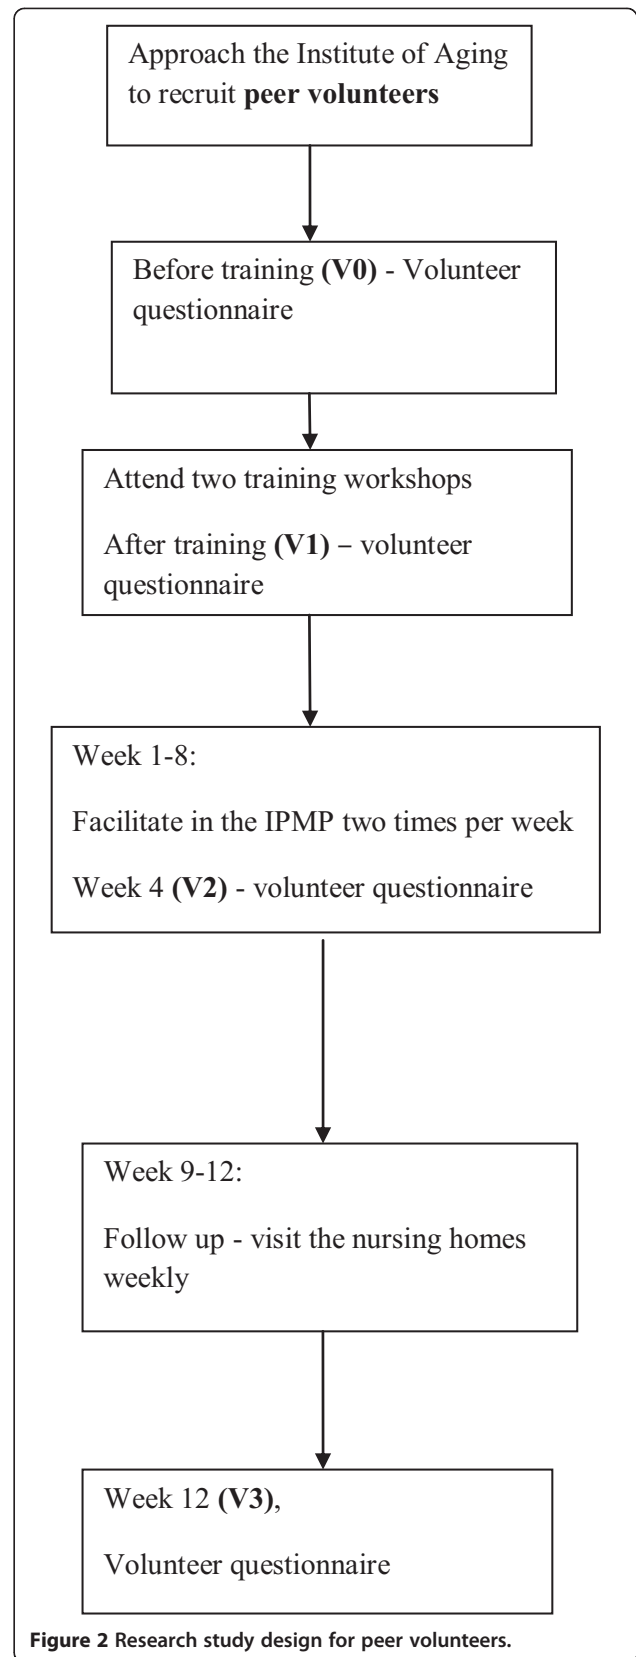 Approach the Institute of Aging
to recruit peer volunteers
Before training (V0) - Volunteer
questionnaire
Attend two training workshops
After training (V1) – volunteer
questionnaire
Week 1-8:
Facilitate in the IPMP two times per week
Week 4 (V2) - volunteer questionnaire
Week 9-12:
Follow up - visit the nursing homes
weekly
Week 12 (V3),
Volunteer questionnaire
Figure 2 Research study design for peer volunteers.